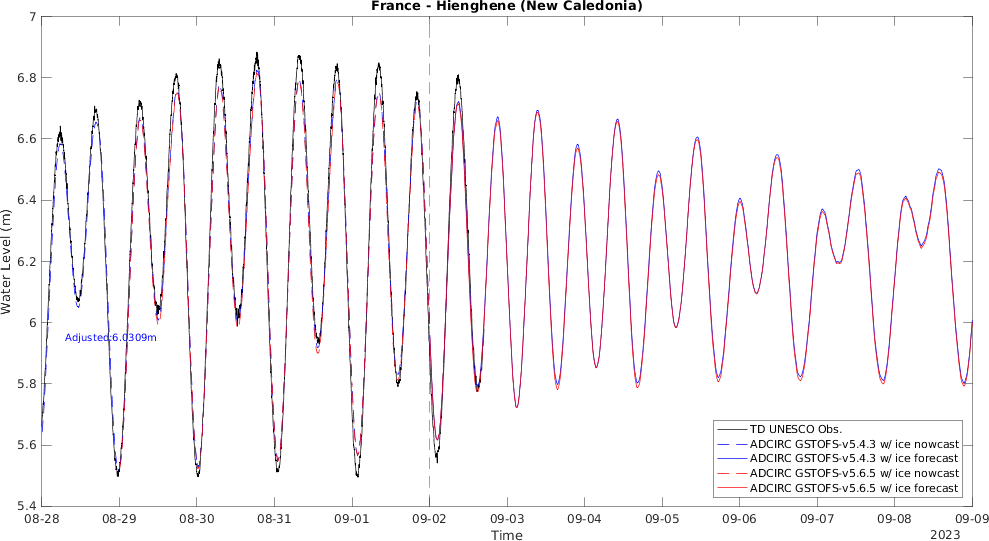 France - Hienghene (New Caledonia)
7
6.8
6.6
6.4
6.2
6
5.8
5.6
5.4
Water Level (m)
Adjusted:6.0309m
TD UNESCO Obs.
ADCIRC GSTOFS-v5.4.3 w/ ice nowcast
ADCIRC GSTOFS-v5.4.3 w/ ice forecast
ADCIRC GSTOFS-v5.6.5 w/ ice nowcast
ADCIRC GSTOFS-v5.6.5 w/ ice forecast
08-28 08-29 08-30 08-31 09-01 09-02 09-03 09-04 09-05 09-06 09-07 09-08 09-09
Time
2023